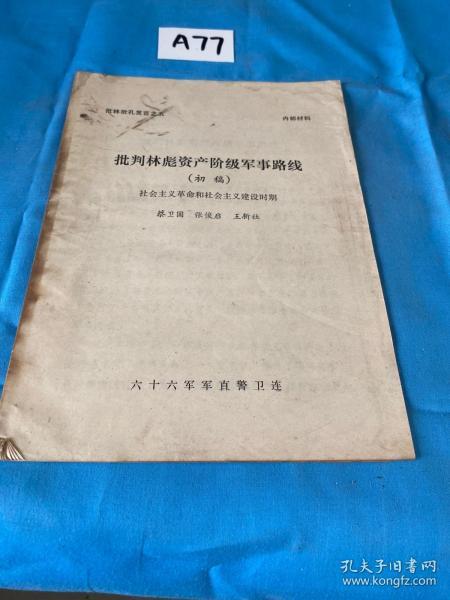 A77
批林批孔发言之五
内部材料
批判林彪资产阶级军事路线
(初稿)
社会主义革命和社会主义建设时期
蔡卫国 张俊启 王新社
六十六军军直警卫连
孔夫子旧书网
www.kongfz.com